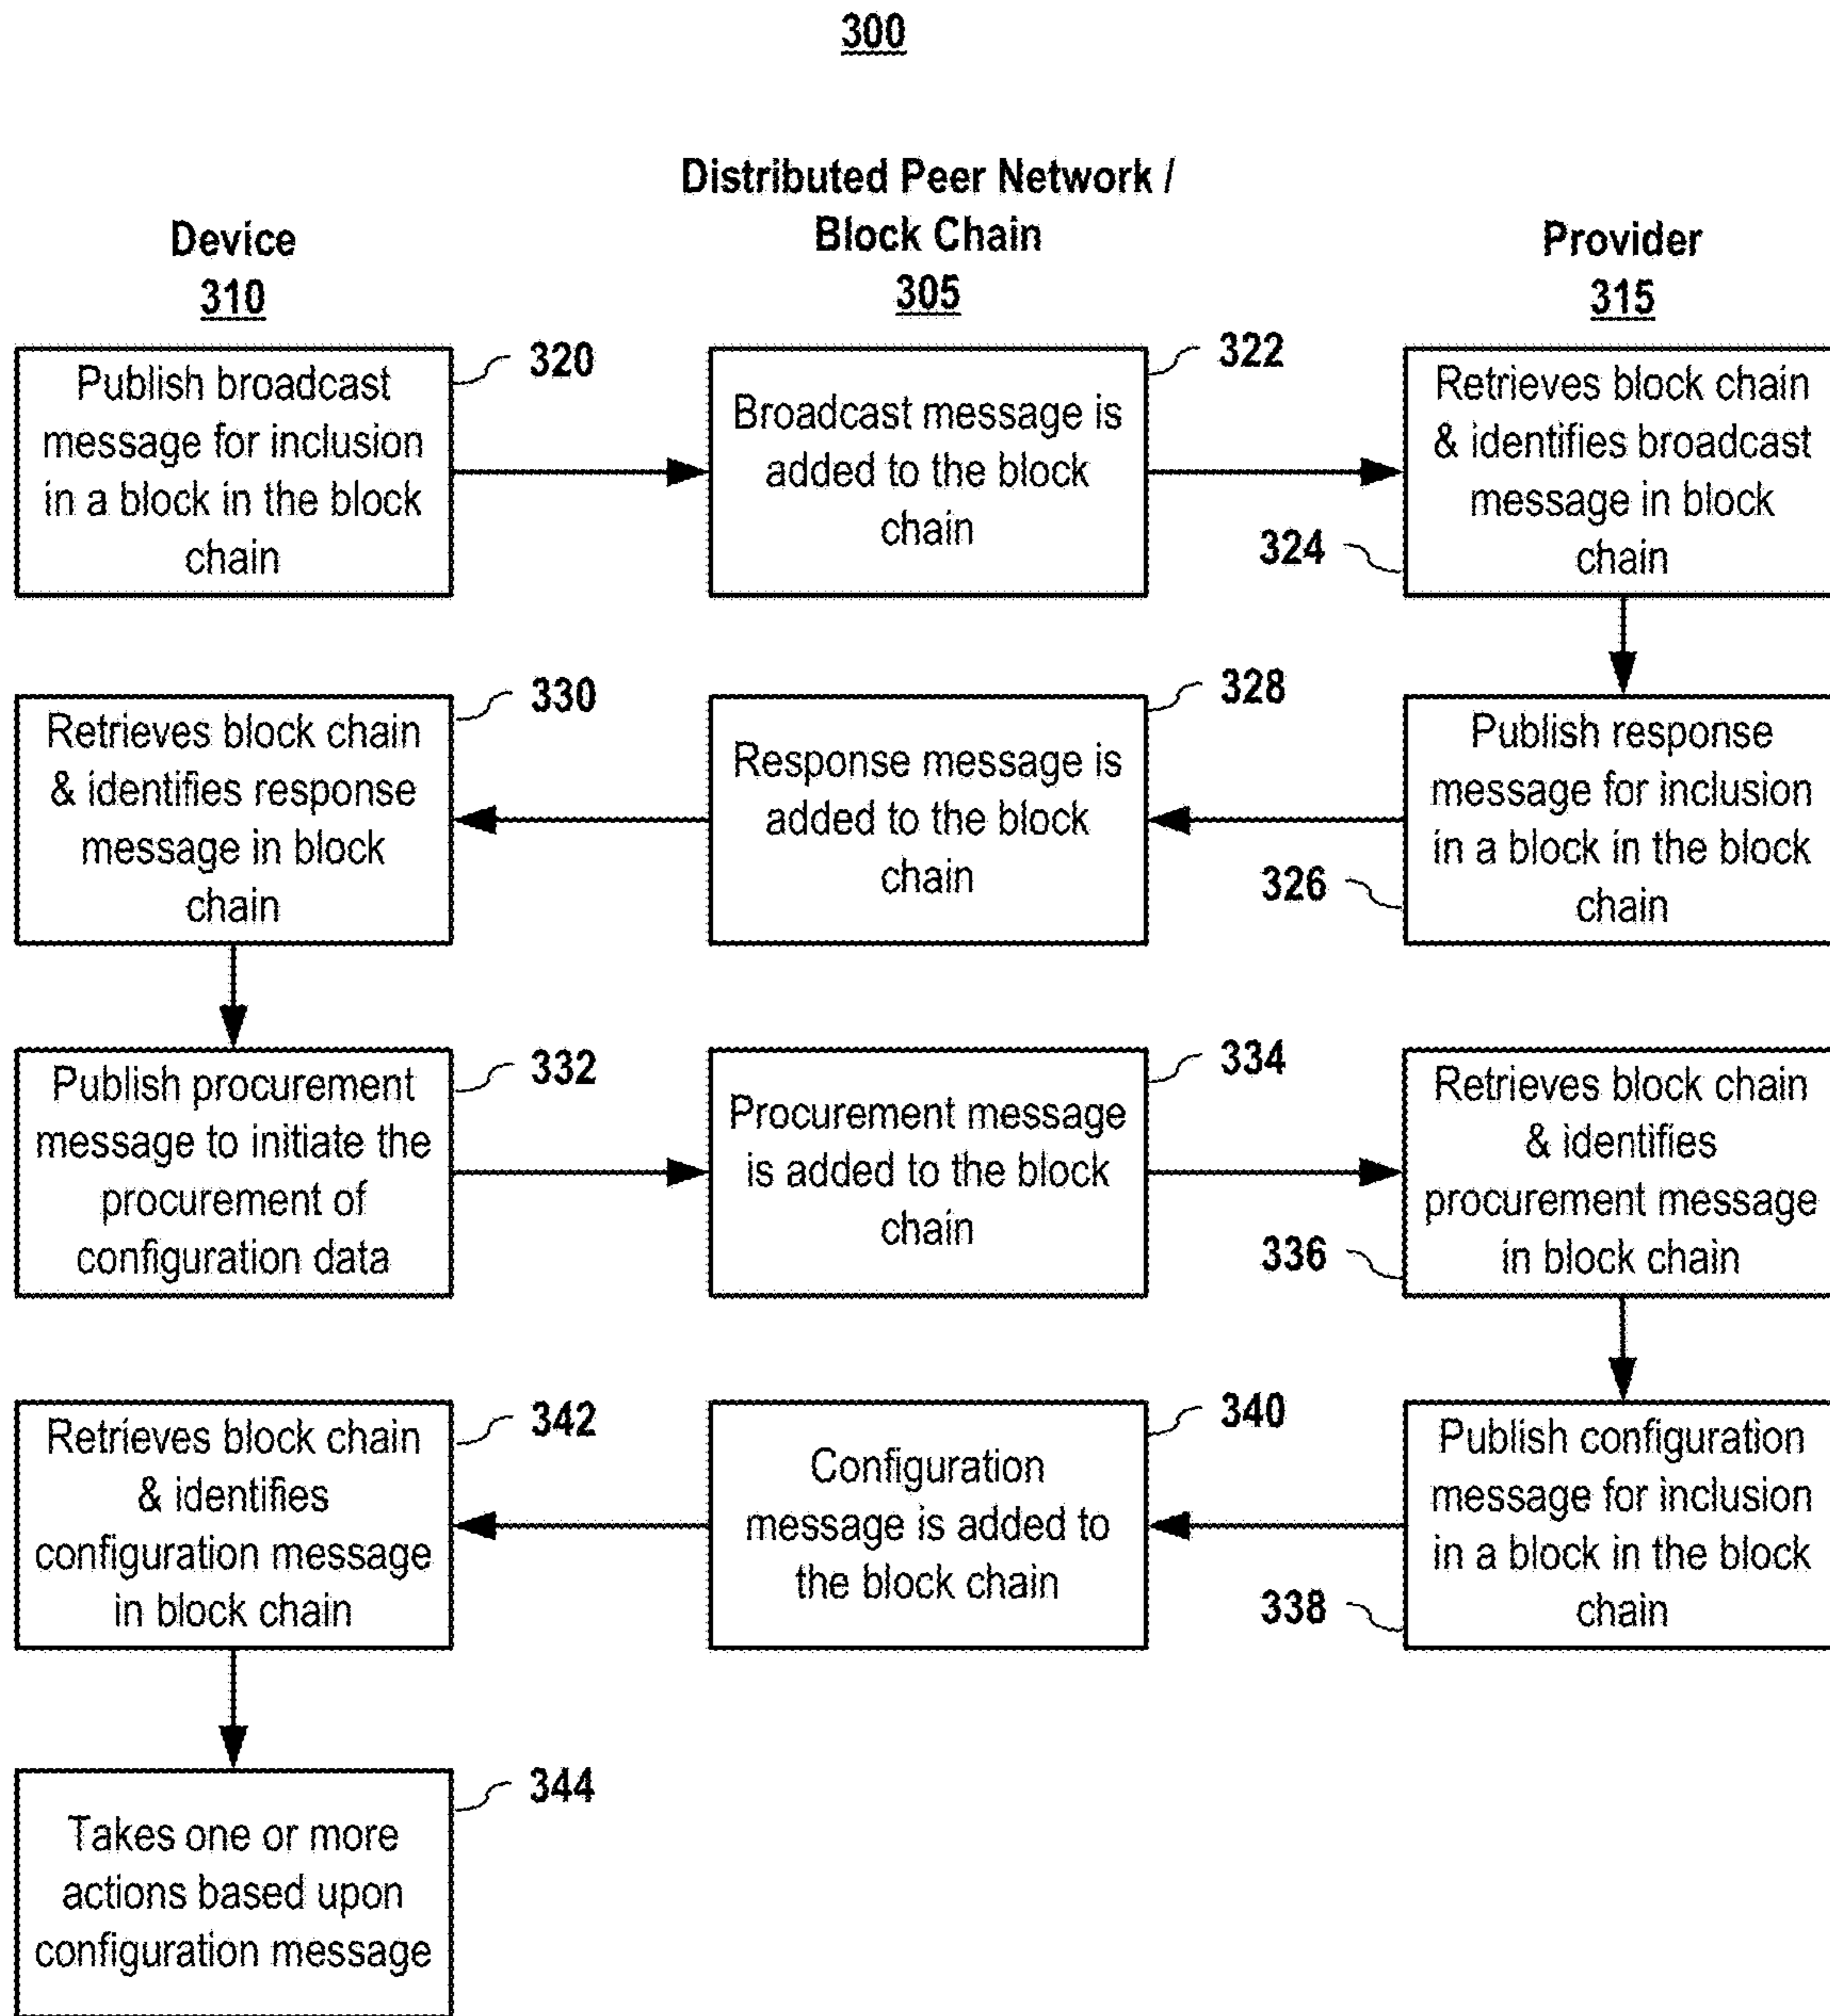 300
Distributed Peer Network /
Block Chain
305
Device
310
Provider
315
Publish broadcast
message for inclusion
in a block in the block
chain
320
Broadcast message is
added to the block
chain
322
Retrieves block chain
& identifies broadcast
message in block
chain
324
Publish response
message for inclusion
in a block in the block
chain
326
Response message is
added to the block
chain
328
Retrieves block chain
& identifies response
message in block
chain
330
Publish procurement
message to initiate the
procurement of
configuration data
332
Procurement message
is added to the block
chain
334
Retrieves block chain
& identifies
procurement message
in block chain
336
Publish configuration
message for inclusion
in a block in the block
chain
338
Configuration
message is added to
the block chain
340
Retrieves block chain
& identifies
configuration message
in block chain
342
Takes one or more
actions based upon
configuration message
344